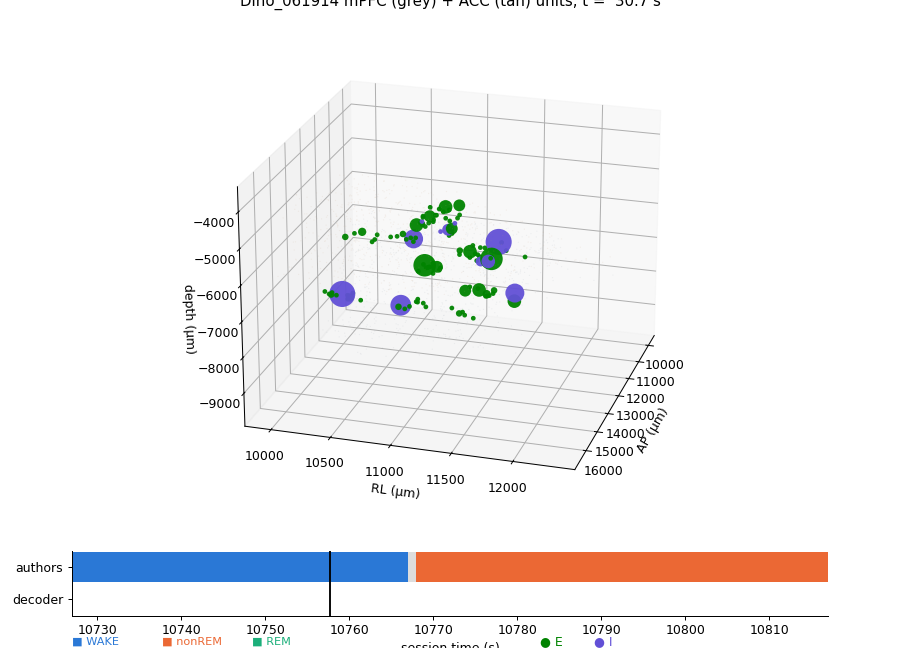 Dino_061914 mPFC (grey) + ACC (tan) units, t = 30.7 s
−4000
−5000
−6000
−7000
−8000
−9000
depth (μm)
10000
10500
11000
11500
12000
RL (μm)
10000
11000
12000
13000
14000
15000
16000
AP (μm)
authors
decoder
10730
10740
10750
10760
10770
10780
10790
10800
10810
session time (s)
WAKE
nonREM
REM
E
I